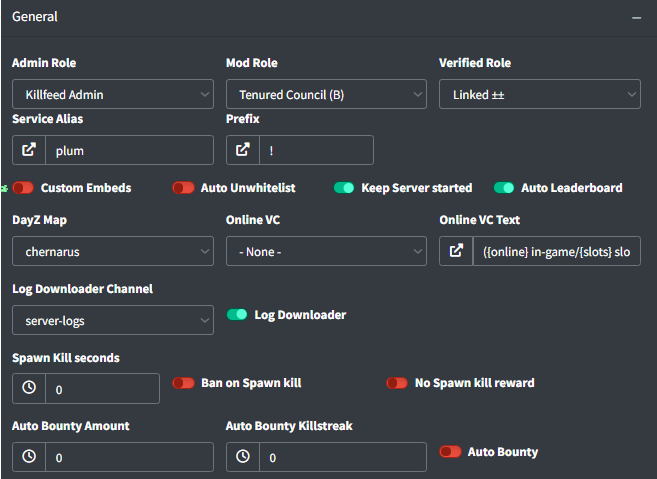 General
Admin Role Mod Role Verified Role
Killfeed Admin Tenured Council (B) Linked ±±
Service Alias Prefix
plum !
Custom Embeds Auto Unwhitelist Keep Server started Auto Leaderboard
DayZ Map Online VC Online VC Text
chernarus - None - ({online} in-game/{slots} slo
Log Downloader Channel
server-logs Log Downloader
Spawn Kill seconds
0 Ban on Spawn kill No Spawn kill reward
Auto Bounty Amount Auto Bounty Killstreak
0 0 Auto Bounty